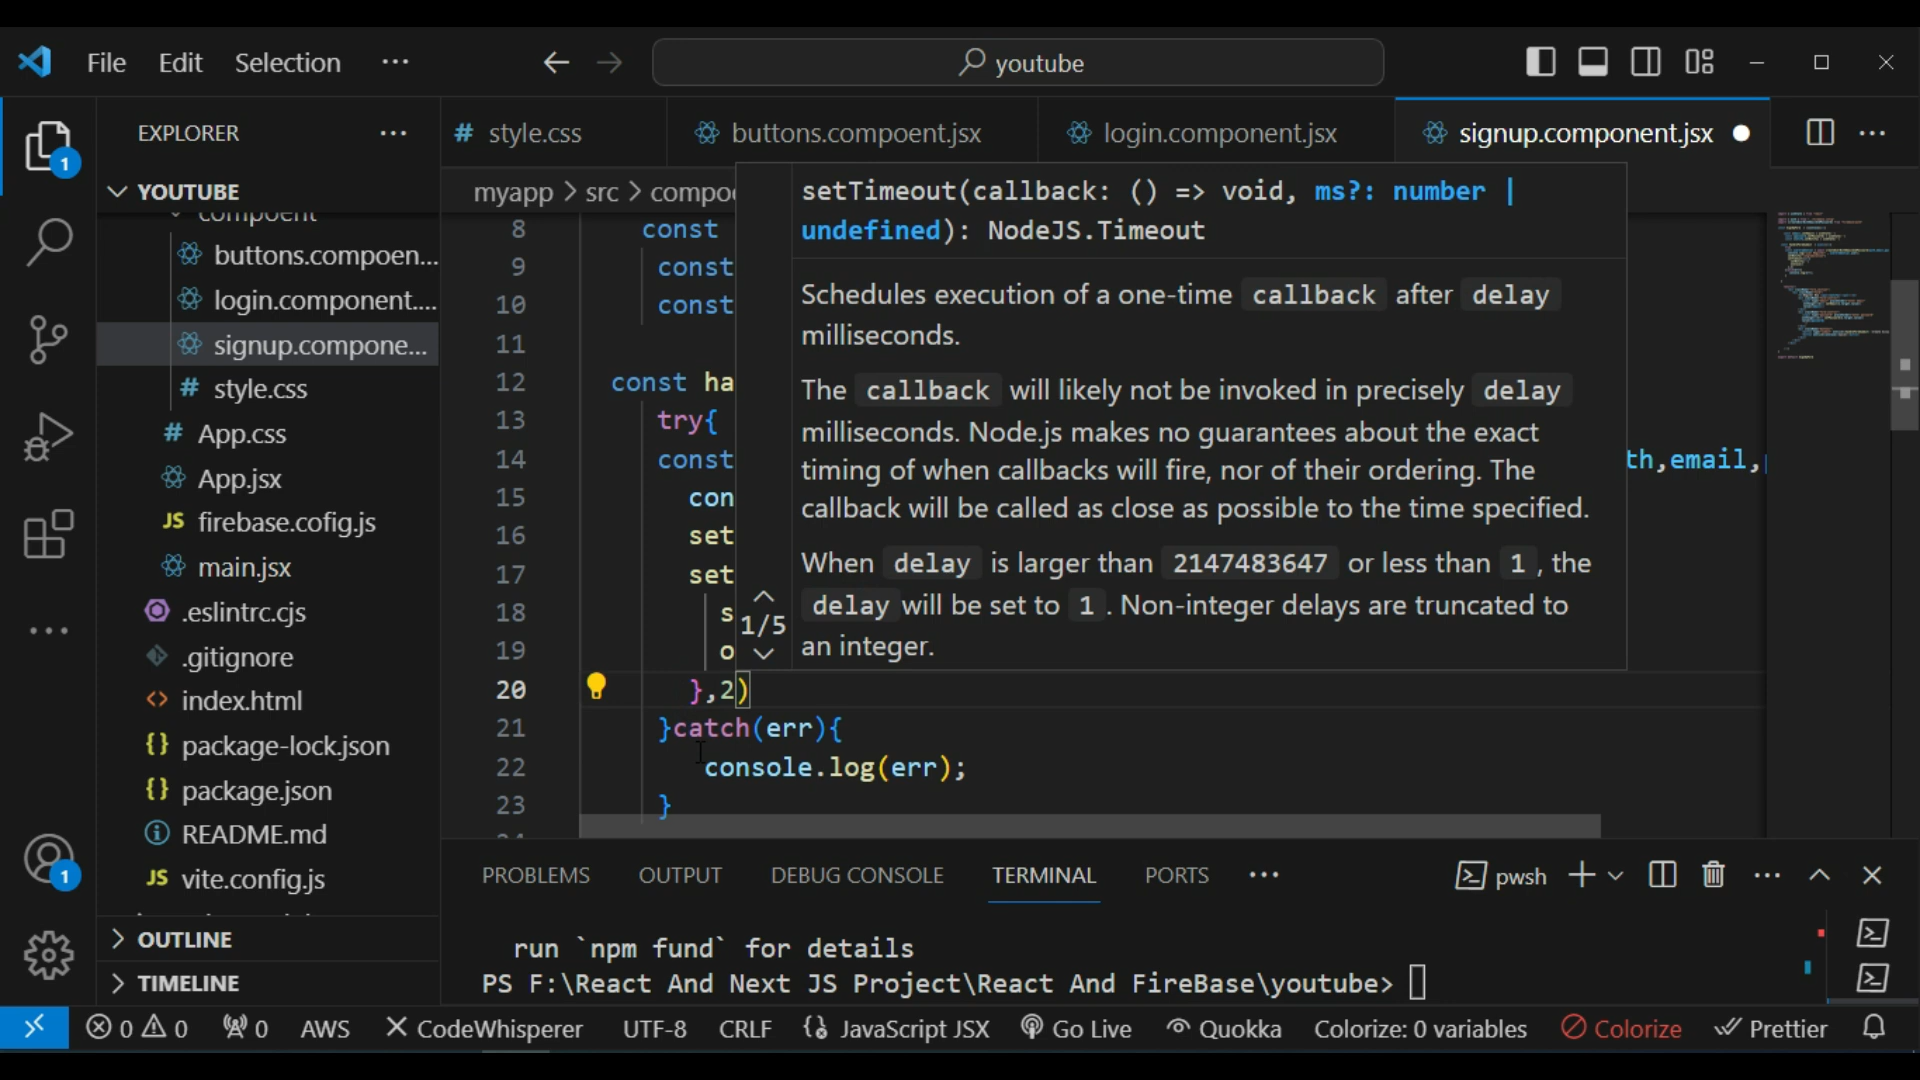 File Edit Selection ···
youtube
EXPLORER ···
# style.css
buttons.compoent.jsx
login.component.jsx
signup.component.jsx
···
1
YOUTUBE
compoent
buttons.compoen...
login.component....
signup.compone...
# style.css
# App.css
App.jsx
JS firebase.cofig.js
main.jsx
.eslintrc.cjs
.gitignore
<> index.html
{} package-lock.json
{} package.json
README.md
JS vite.config.js
OUTLINE
TIMELINE
1
myapp > src > compo
setTimeout(callback: () => void, ms?: number |
undefined): NodeJS.Timeout
Schedules execution of a one-time callback after delay
milliseconds.
The callback will likely not be invoked in precisely delay
milliseconds. Node.js makes no guarantees about the exact
timing of when callbacks will fire, nor of their ordering. The
callback will be called as close as possible to the time specified.
When delay is larger than 2147483647 or less than 1 , the
delay will be set to 1 . Non-integer delays are truncated to
an integer.
1/5
8 const
9 const
10 const
11
12 const ha
13 try{
14 const th,email,
15 con
16 set
17 set
18 s
19 o
20 },2)
21 }catch(err){
22 console.log(err);
23 }
PROBLEMS OUTPUT DEBUG CONSOLE TERMINAL PORTS ···
pwsh
···
run `npm fund` for details
PS F:\React And Next JS Project\React And FireBase\youtube>
0 0 0 AWS CodeWhisperer UTF-8 CRLF JavaScript JSX Go Live Quokka Colorize: 0 variables Colorize Prettier